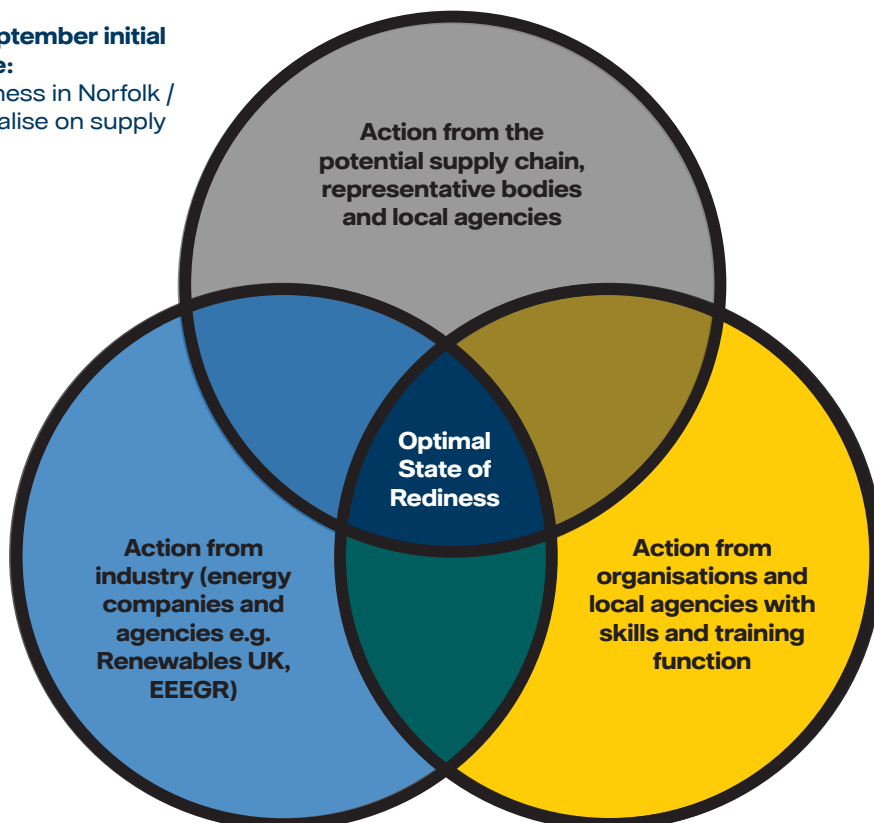 ptember initial
e:
ness in Norfolk /
alise on supply
Action from the
potential supply chain,
representative bodies
and local agencies
Optimal
State of
Rediness
Action from
industry (energy
companies and
agencies e.g.
Renewables UK,
EEEGR)
Action from
organisations and
local agencies with
skills and training
function